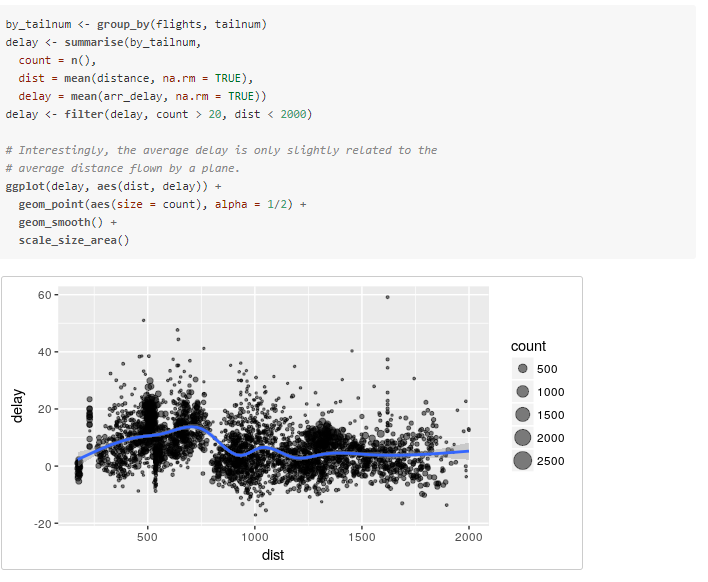 by_tailnum <- group_by(flights, tailnum)
delay <- summarise(by_tailnum,
  count = n(),
  dist = mean(distance, na.rm = TRUE),
  delay = mean(arr_delay, na.rm = TRUE))
delay <- filter(delay, count > 20, dist < 2000)

# Interestingly, the average delay is only slightly related to the
# average distance flown by a plane.
ggplot(delay, aes(dist, delay)) +
  geom_point(aes(size = count), alpha = 1/2) +
  geom_smooth() +
  scale_size_area()
60
40
20
0
-20
delay
500
1000
1500
2000
dist
count
500
1000
1500
2000
2500